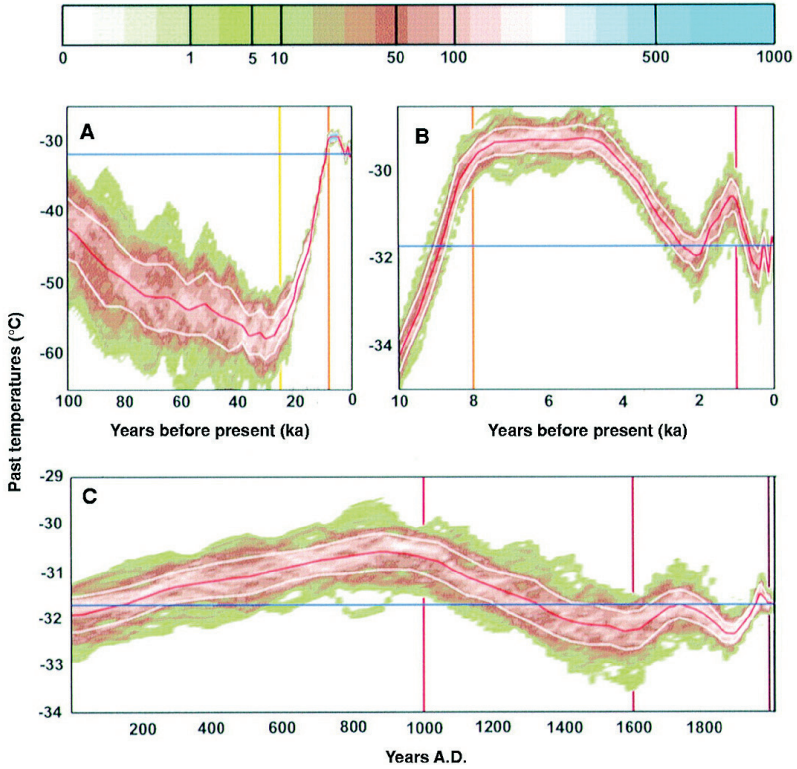 0 1 5 10 50 100 500 1000
A
-30
-40
-50
-60
100 80 60 40 20 0
Years before present (ka)
B
-30
-32
-34
10 8 6 4 2 0
Years before present (ka)
Past temperatures (°C)
C
-29
-30
-31
-32
-33
-34
200 400 600 800 1000 1200 1400 1600 1800
Years A.D.